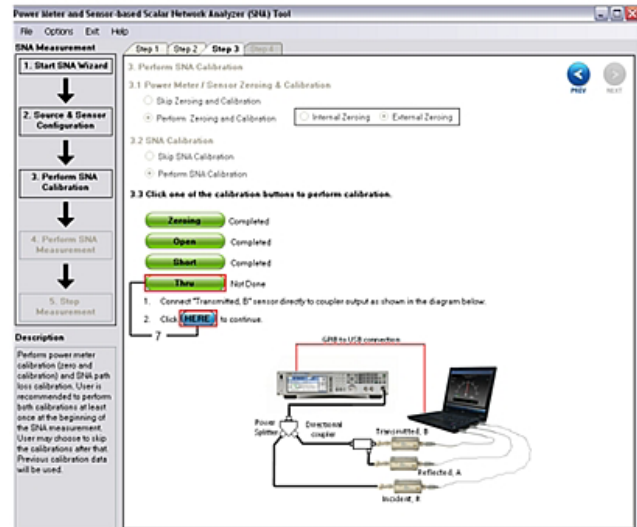 Power Meter and Sensor-based Scalar Network Analyzer (SNA) Tool
File Options Exit Help
SNA Measurement
1. Start SNA Wizard
2. Source & Sensor
Configuration
3. Perform SNA
Calibration
4. Perform SNA
Measurement
5. Stop
Measurement
Description
Perform power meter
calibration (zero and
calibration) and SNA path
loss calibration. User is
recommended to perform
both calibrations at least
once at the beginning of
the SNA measurement.
User may choose to skip
the calibrations after that.
Previous calibration data
will be used.
Step 1 Step 2 Step 3 Step 4
3. Perform SNA Calibration
PREV NEXT
3.1 Power Meter / Sensor Zeroing & Calibration
Skip Zeroing and Calibration
Perform Zeroing and Calibration Internal Zeroing External Zeroing
3.2 SNA Calibration
Skip SNA Calibration
Perform SNA Calibration
3.3 Click one of the calibration buttons to perform calibration.
Zeroing Completed
Open Completed
Short Completed
Thru Not Done
1. Connect "Transmitted, B" sensor directly to coupler output as shown in the diagram below.
2. Click HERE to continue.
7
GPIB to USB connection
Power
Splitter
Directional
coupler
Transmitted, B
Reflected, A
Incident, R